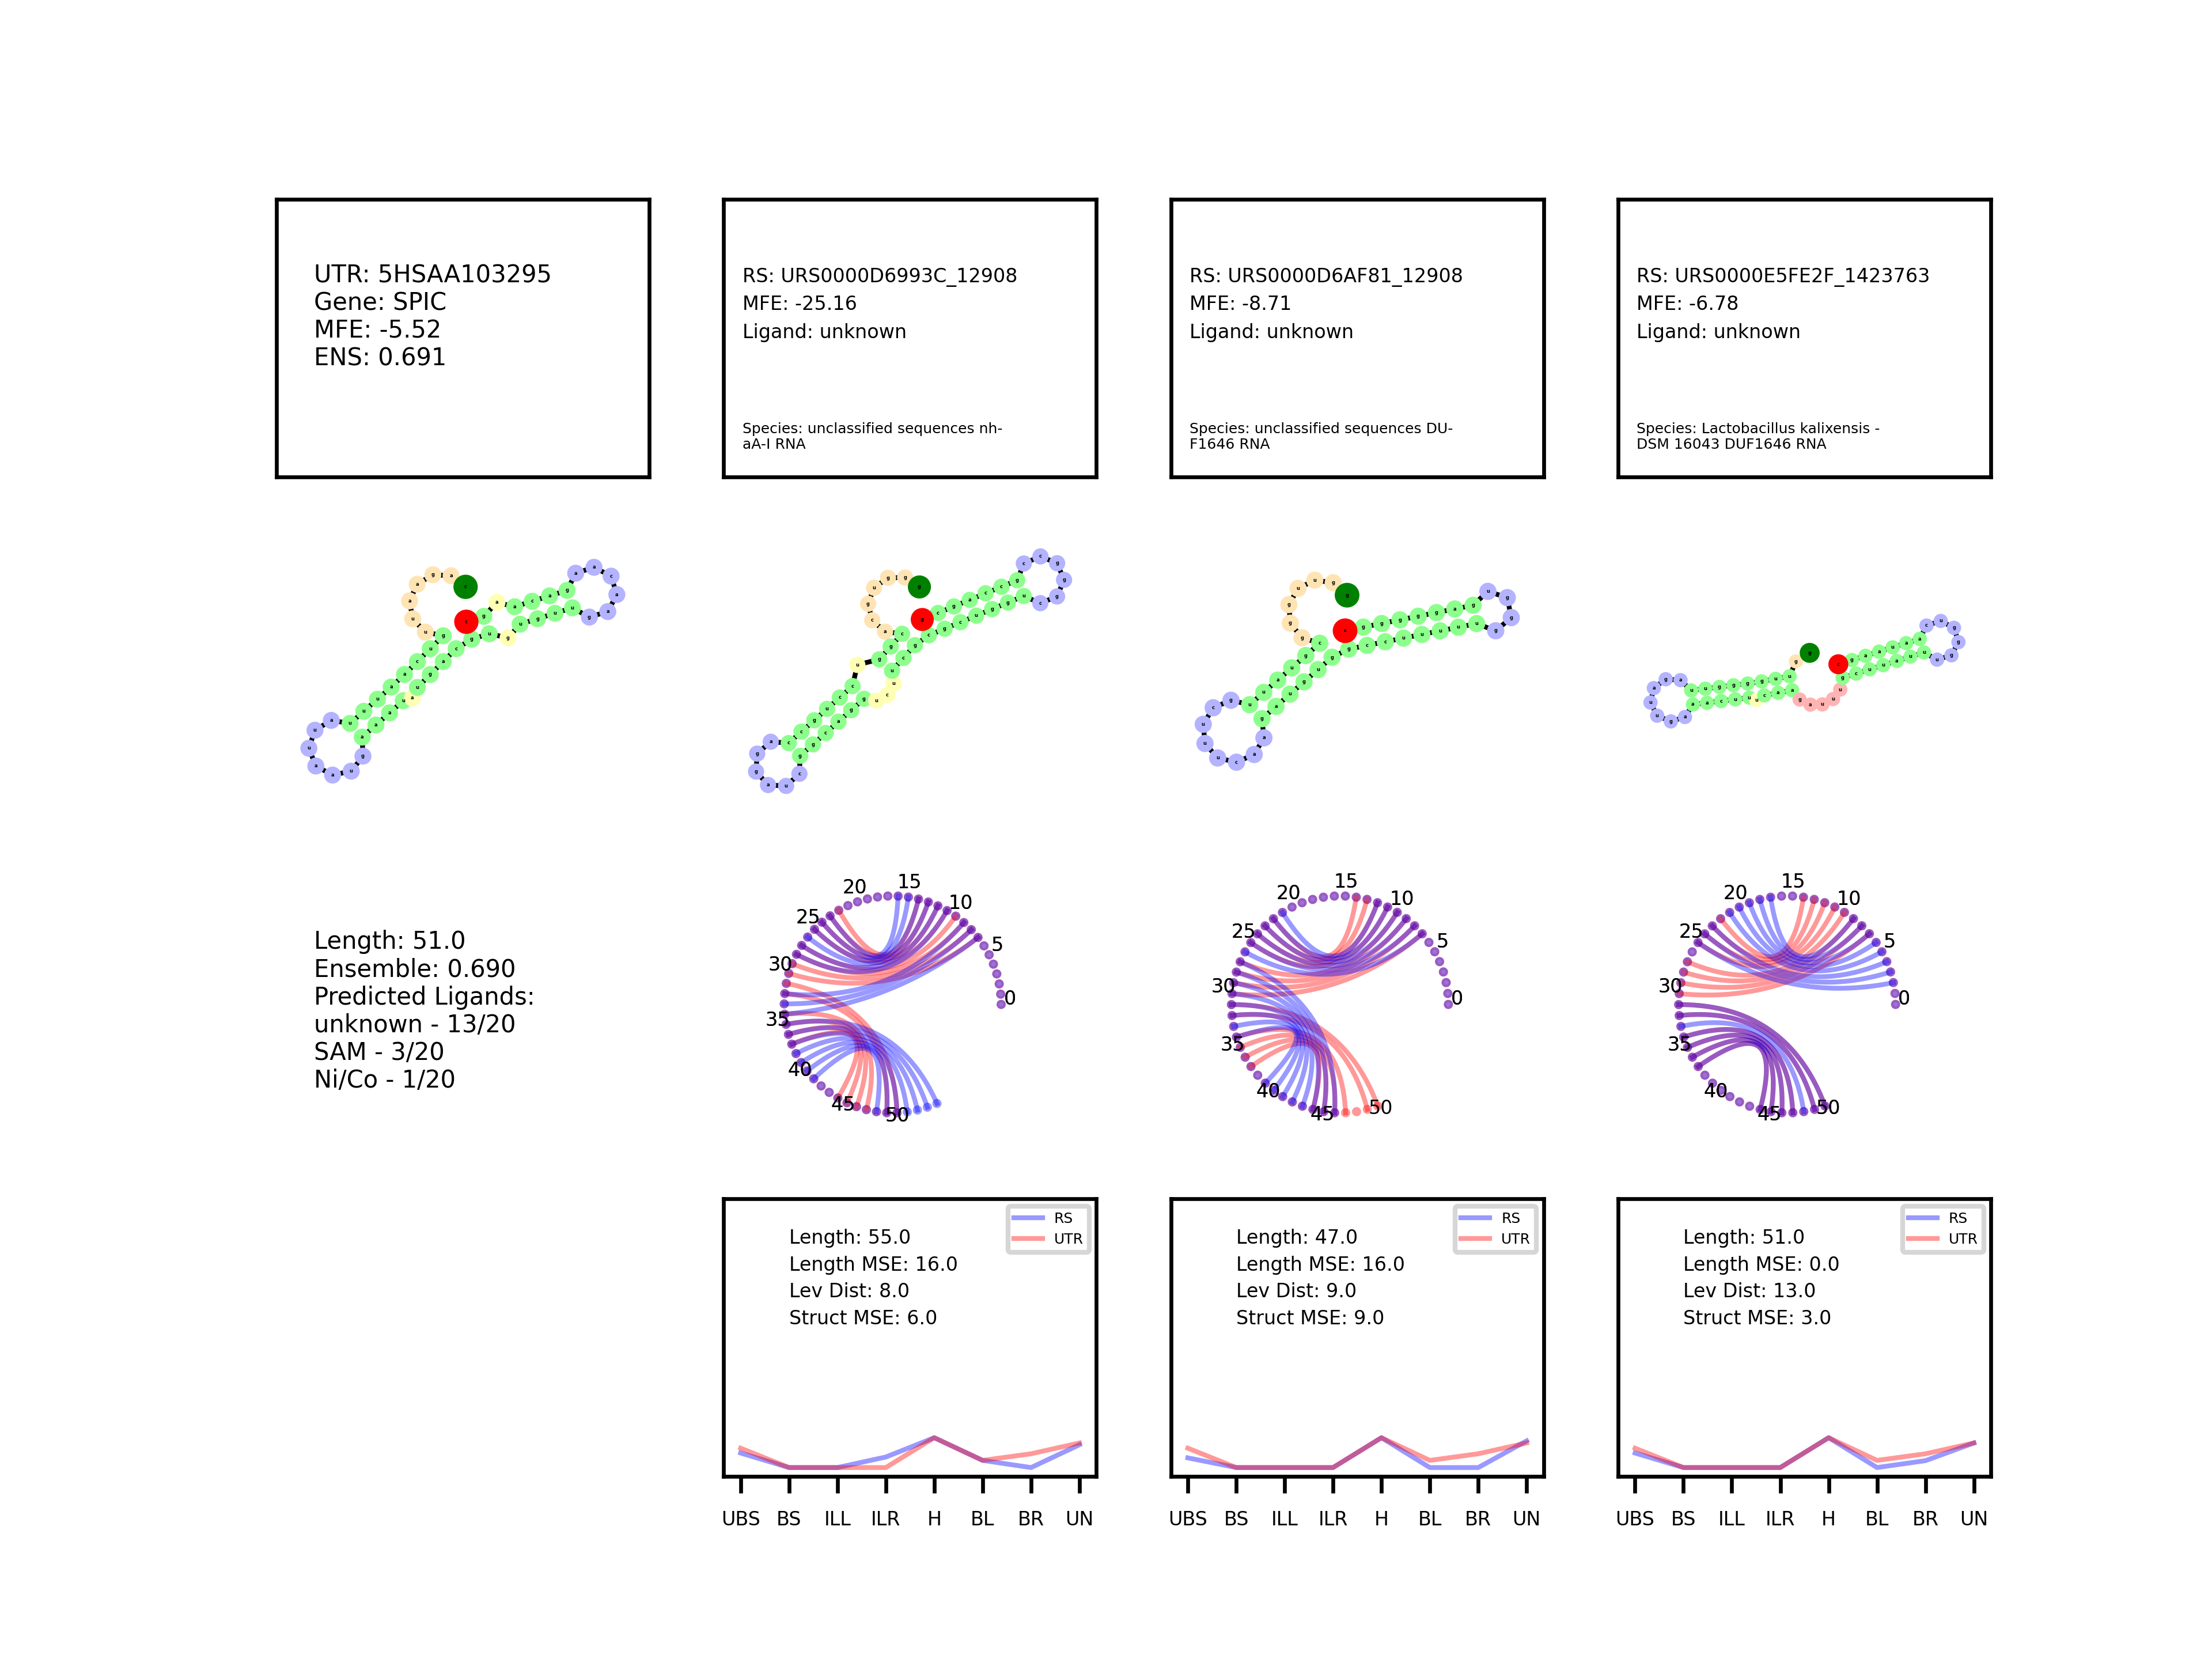 UTR: 5HSAA103295
Gene: SPIC
MFE: -5.52
ENS: 0.691
RS: URS0000D6993C_12908
MFE: -25.16
Ligand: unknown
Species: unclassified sequences nh-
aA-I RNA
RS: URS0000D6AF81_12908
MFE: -8.71
Ligand: unknown
Species: unclassified sequences DU-
F1646 RNA
RS: URS0000E5FE2F_1423763
MFE: -6.78
Ligand: unknown
Species: Lactobacillus kalixensis -
DSM 16043 DUF1646 RNA
Length: 51.0
Ensemble: 0.690
Predicted Ligands:
unknown - 13/20
SAM - 3/20
Ni/Co - 1/20
0
5
10
15
20
25
30
35
40
45
50
0
5
10
15
20
25
30
35
40
45
50
0
5
10
15
20
25
30
35
40
45
50
RS
UTR
Length: 55.0
Length MSE: 16.0
Lev Dist: 8.0
Struct MSE: 6.0
UBS BS ILL ILR H BL BR UN
RS
UTR
Length: 47.0
Length MSE: 16.0
Lev Dist: 9.0
Struct MSE: 9.0
UBS BS ILL ILR H BL BR UN
RS
UTR
Length: 51.0
Length MSE: 0.0
Lev Dist: 13.0
Struct MSE: 3.0
UBS BS ILL ILR H BL BR UN